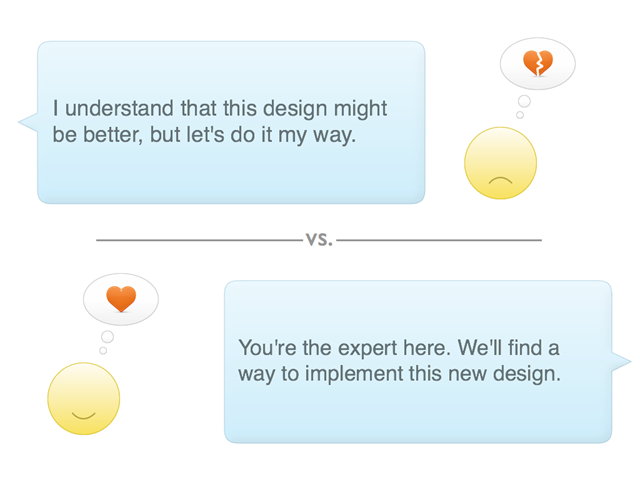 I understand that this design might
be better, but let's do it my way.
vs.
You're the expert here. We'll find a
way to implement this new design.